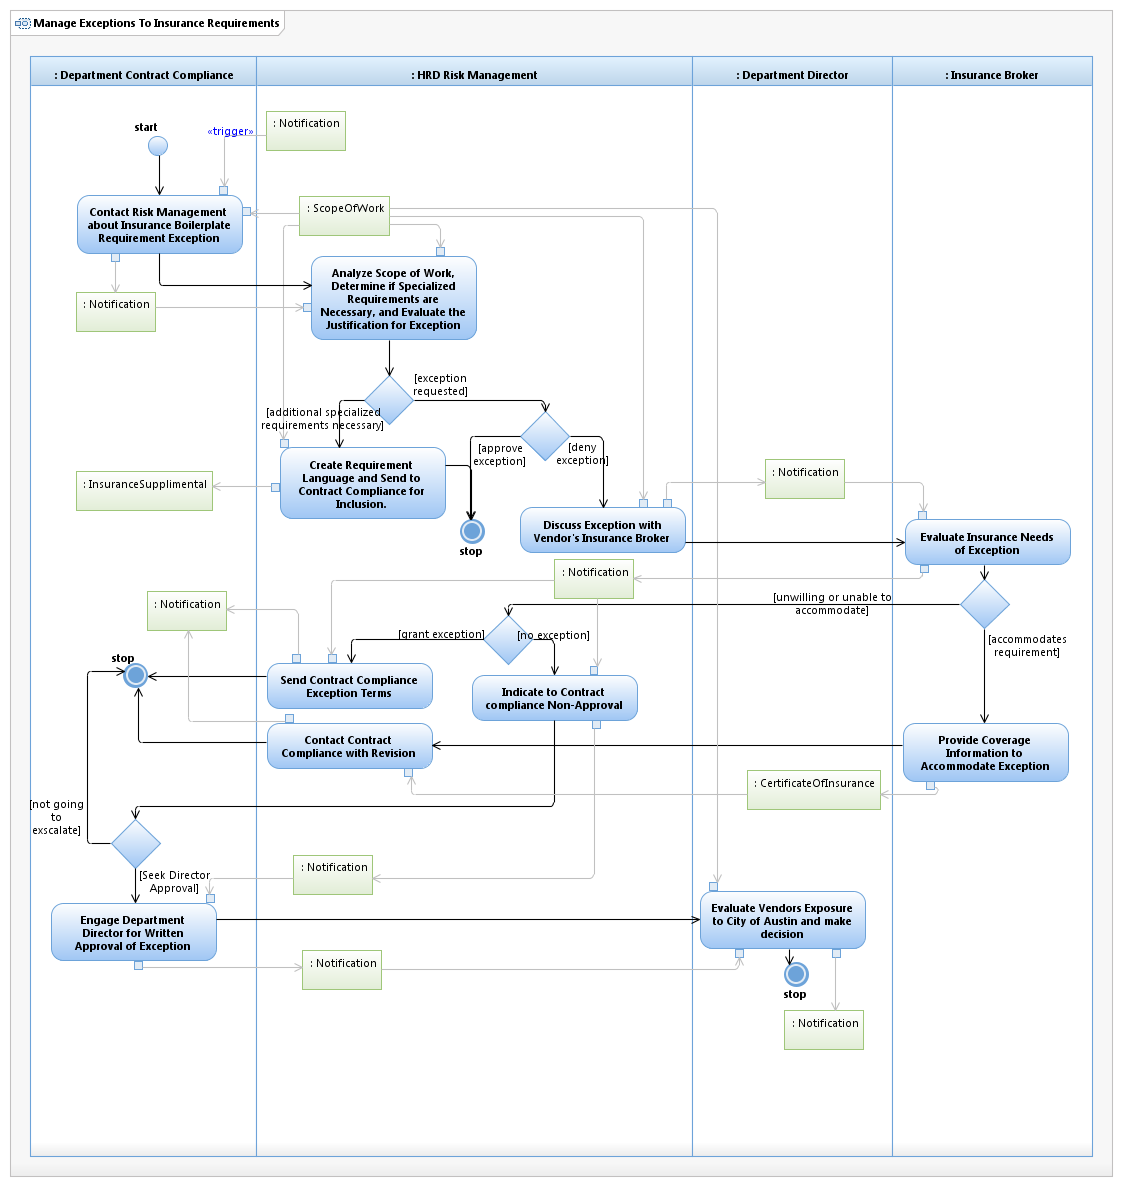 Manage Exceptions To Insurance Requirements
: Department Contract Compliance
: HRD Risk Management
: Department Director
: Insurance Broker
start
«trigger»
: Notification
Contact Risk Management
about Insurance Boilerplate
Requirement Exception
: ScopeOfWork
Analyze Scope of Work,
Determine if Specialized
Requirements are
Necessary, and Evaluate the
Justification for Exception
: Notification
[exception
requested]
[additional specialized
requirements necessary]
[approve
exception]
[deny
exception]
Create Requirement
Language and Send to
Contract Compliance for
Inclusion.
: InsuranceSupplimental
: Notification
Discuss Exception with
Vendor's Insurance Broker
Evaluate Insurance Needs
of Exception
stop
: Notification
[unwilling or unable to
accommodate]
: Notification
[grant exception]
[no exception]
[accommodates
requirement]
stop
Send Contract Compliance
Exception Terms
Indicate to Contract
compliance Non-Approval
Contact Contract
Compliance with Revision
Provide Coverage
Information to
Accommodate Exception
: CertificateOfInsurance
[not going
to
exscalate]
[Seek Director
Approval]
: Notification
Engage Department
Director for Written
Approval of Exception
Evaluate Vendors Exposure
to City of Austin and make
decision
: Notification
stop
: Notification